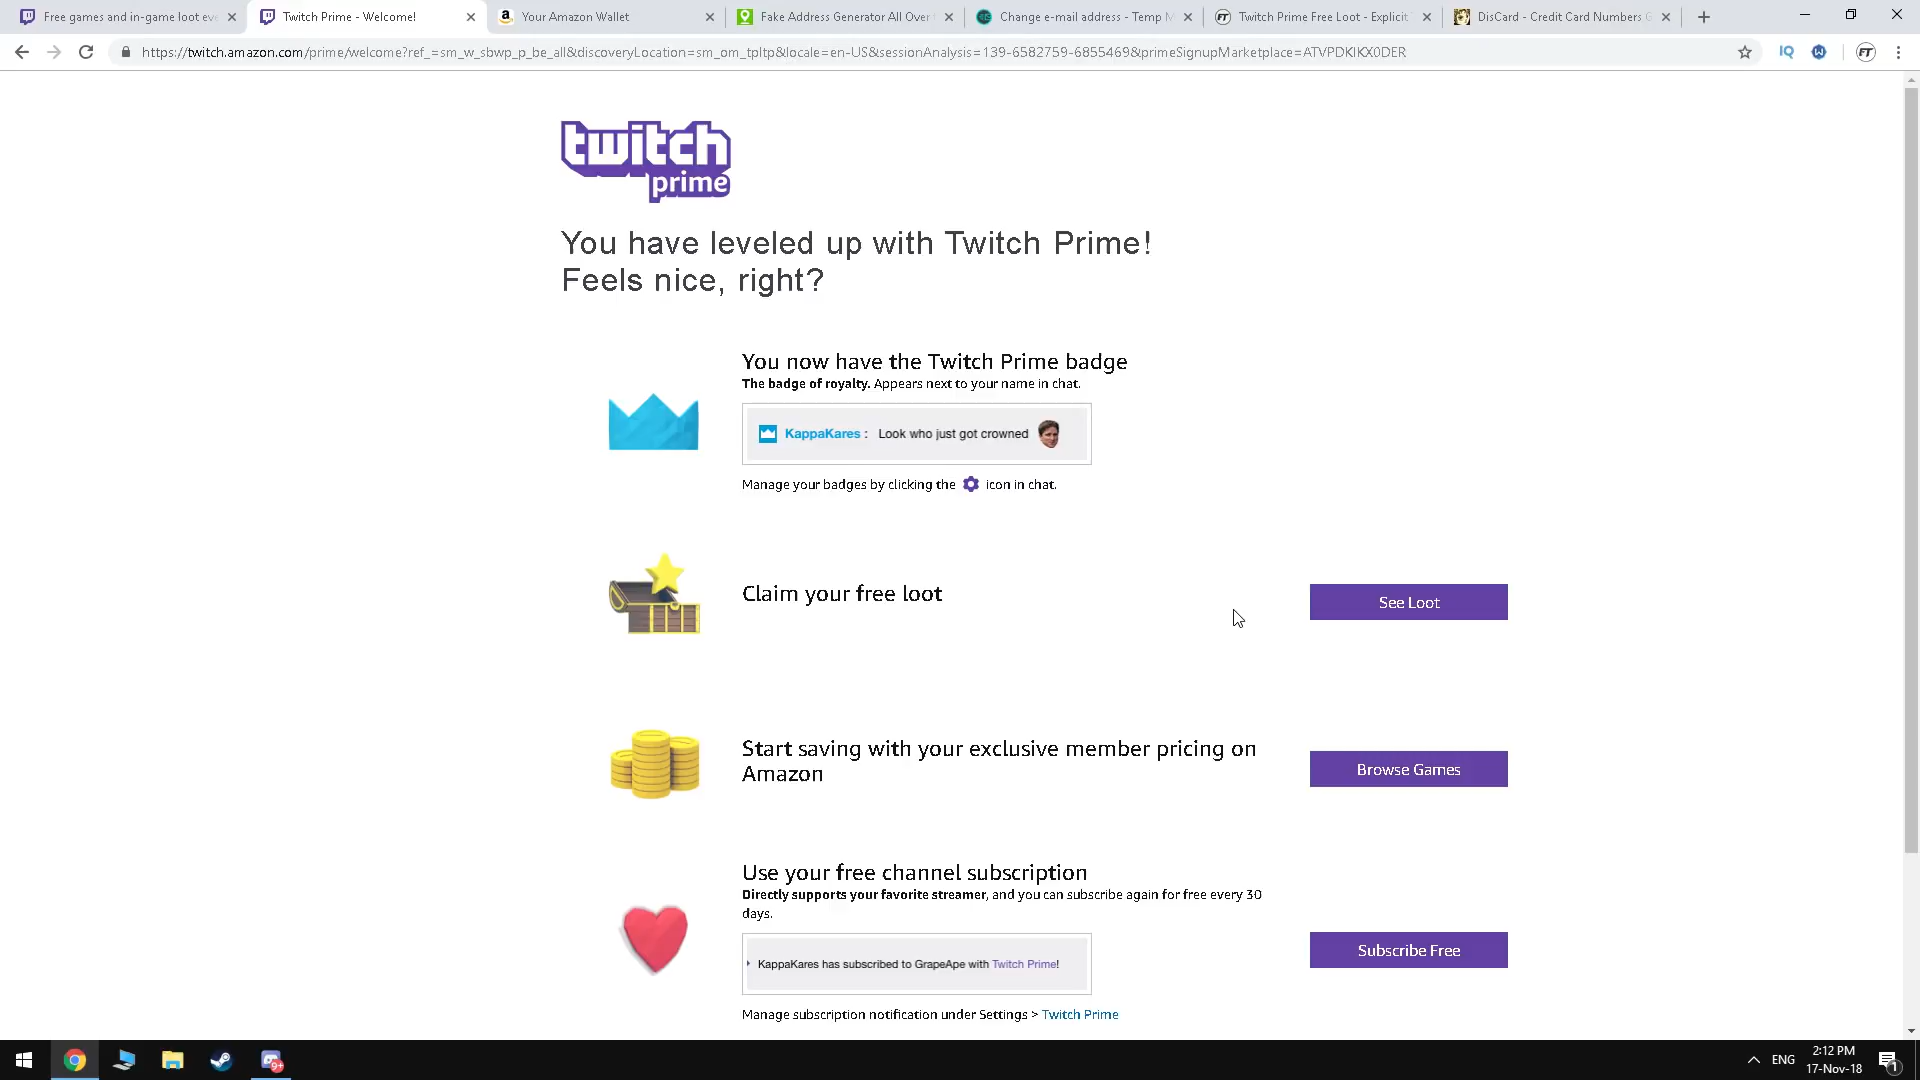 Free games and in-game loot eve
Twitch Prime - Welcome!
Your Amazon Wallet
Fake Address Generator All Over
Change e-mail address - Temp M
Twitch Prime Free Loot - Explicit
DisCard - Credit Card Numbers G
https://twitch.amazon.com/prime/welcome?ref_=sm_w_sbwp_p_be_all&discoveryLocation=sm_om_tpltp&locale=en-US&sessionAnalysis=139-6582759-6855469&primeSignupMarketplace=ATVPDKIKX0DER
IQ
FT
twitch
prime
You have leveled up with Twitch Prime!
Feels nice, right?
You now have the Twitch Prime badge
The badge of royalty. Appears next to your name in chat.
KappaKares : Look who just got crowned
Manage your badges by clicking the icon in chat.
Claim your free loot
See Loot
Start saving with your exclusive member pricing on
Amazon
Browse Games
Use your free channel subscription
Directly supports your favorite streamer, and you can subscribe again for free every 30
days.
KappaKares has subscribed to GrapeApe with Twitch Prime!
Subscribe Free
Manage subscription notification under Settings > Twitch Prime
9+
ENG
2:12 PM
17-Nov-18
1